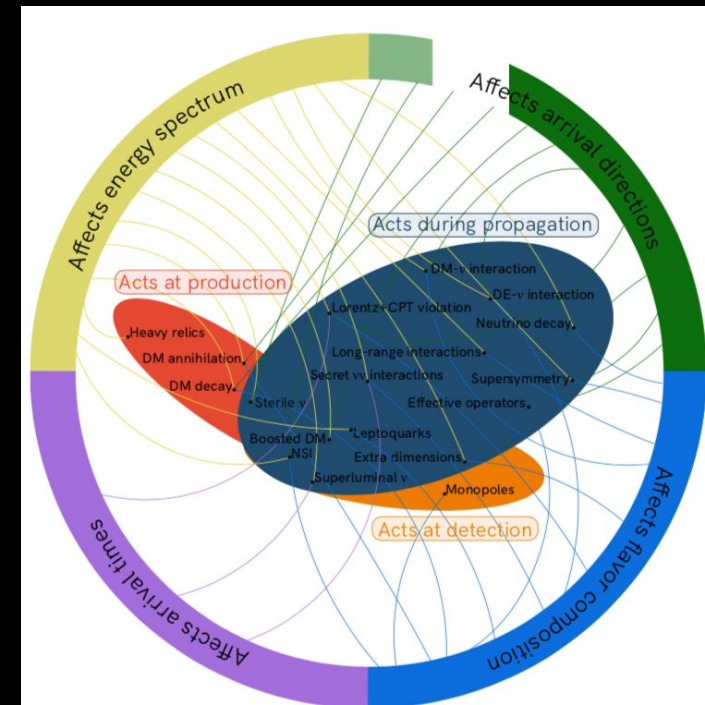 Affects energy spectrum
Affects arrival directions
Acts during propagation
DM-ν interaction
Acts at production
DE-ν interaction
Lorentz+CPT violation
Neutrino decay
Heavy relics
Long-range interactions
DM annihilation
Secret νν interactions
Supersymmetry
DM decay
Sterile ν
Effective operators
Leptoquarks
Boosted DM
NSI
Extra dimensions
Superluminal ν
Monopoles
Acts at detection
Affects arrival times
Affects flavor composition